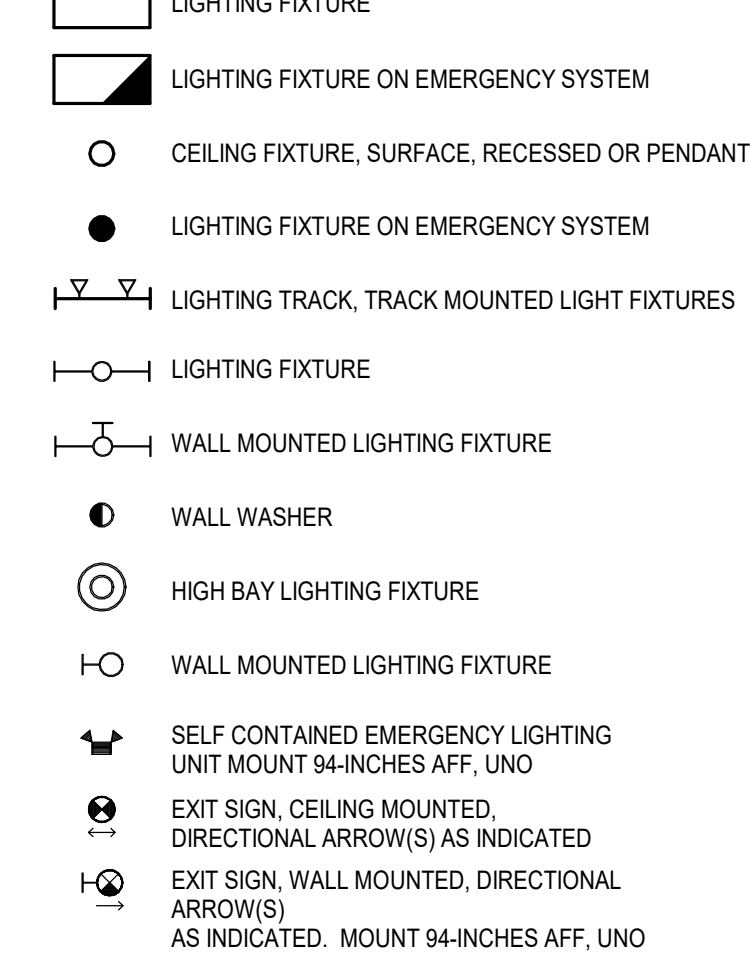 LIGHTING FIXTURE
LIGHTING FIXTURE ON EMERGENCY SYSTEM
CEILING FIXTURE, SURFACE, RECESSED OR PENDANT
LIGHTING FIXTURE ON EMERGENCY SYSTEM
LIGHTING TRACK, TRACK MOUNTED LIGHT FIXTURES
LIGHTING FIXTURE
WALL MOUNTED LIGHTING FIXTURE
WALL WASHER
HIGH BAY LIGHTING FIXTURE
WALL MOUNTED LIGHTING FIXTURE
SELF CONTAINED EMERGENCY LIGHTING
UNIT MOUNT 94-INCHES AFF, UNO
EXIT SIGN, CEILING MOUNTED,
DIRECTIONAL ARROW(S) AS INDICATED
EXIT SIGN, WALL MOUNTED, DIRECTIONAL
ARROW(S)
AS INDICATED.  MOUNT 94-INCHES AFF, UNO